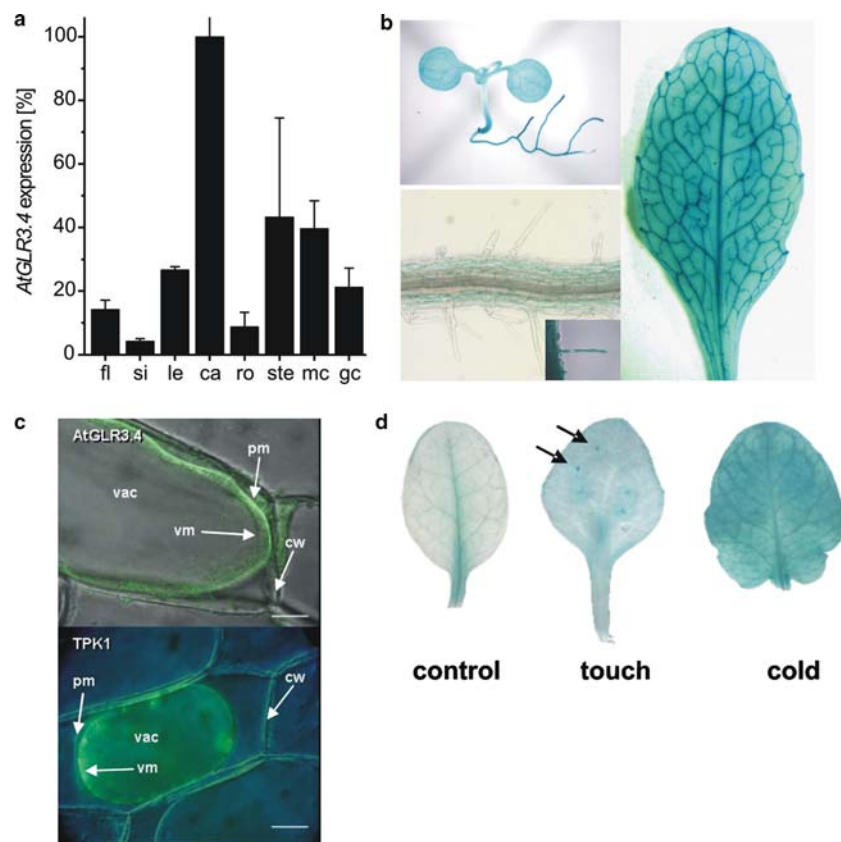 a
AtGLR3.4 expression [%]
100
80
60
40
20
0
fl si le ca ro ste mc gc
b
c
AtGLR3.4
pm
vac
vm
cw
TPK1
pm
cw
vac
vm
d
control touch cold